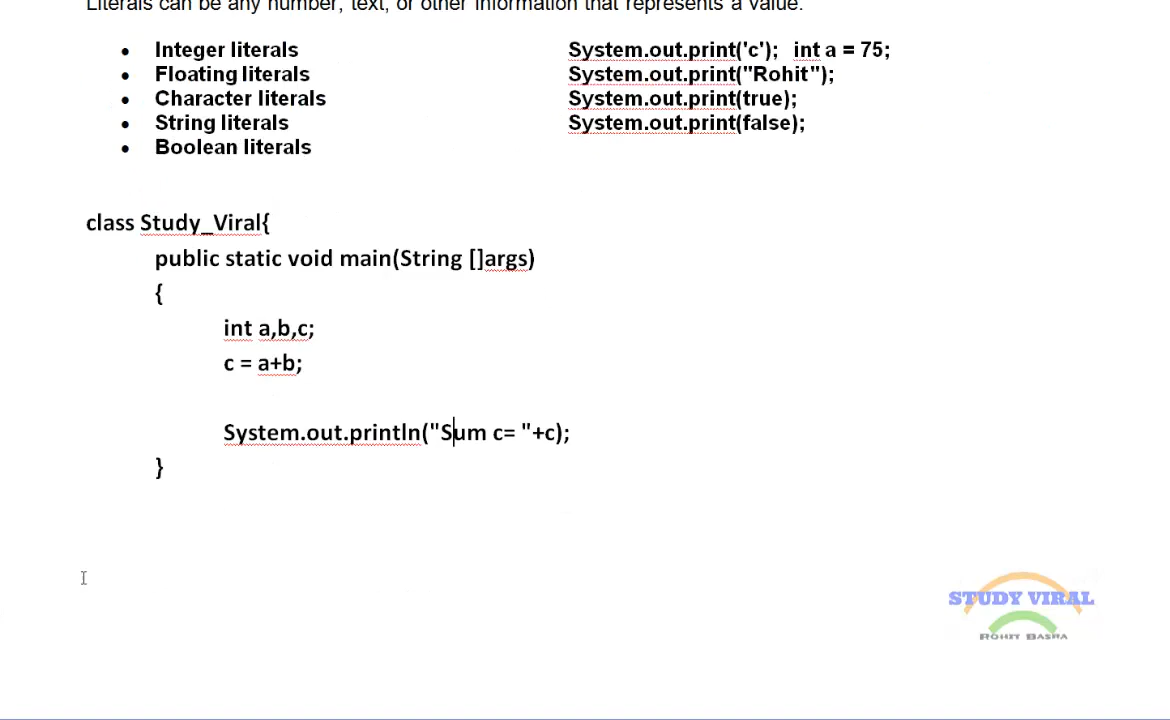 Literals can be any number, text, or other information that represents a value.
• Integer literals
• Floating literals
• Character literals
• String literals
• Boolean literals
System.out.print('c'); int a = 75;
System.out.print("Rohit");
System.out.print(true);
System.out.print(false);
class Study_Viral{
public static void main(String []args)
{
int a,b,c;
c = a+b;
System.out.println("Sum c= "+c);
}
STUDY VIRAL
ROHIT BASHA